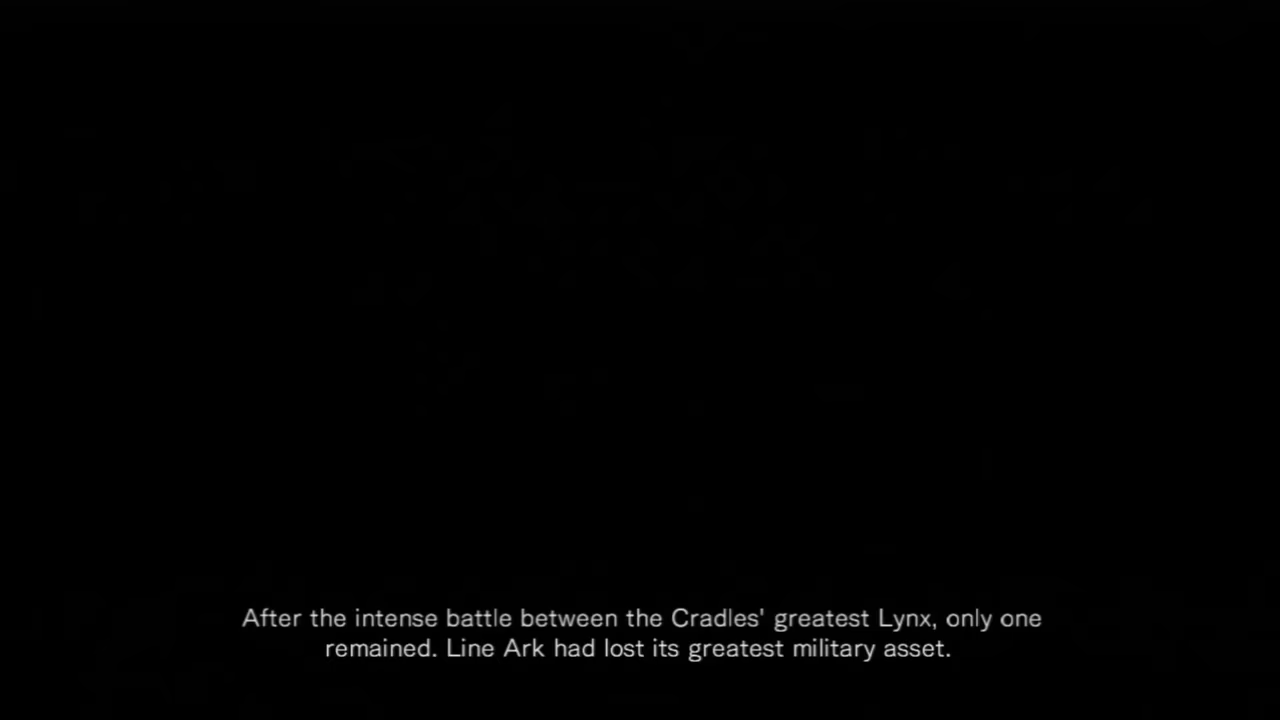 After the intense battle between the Cradles' greatest Lynx, only one
remained. Line Ark had lost its greatest military asset.